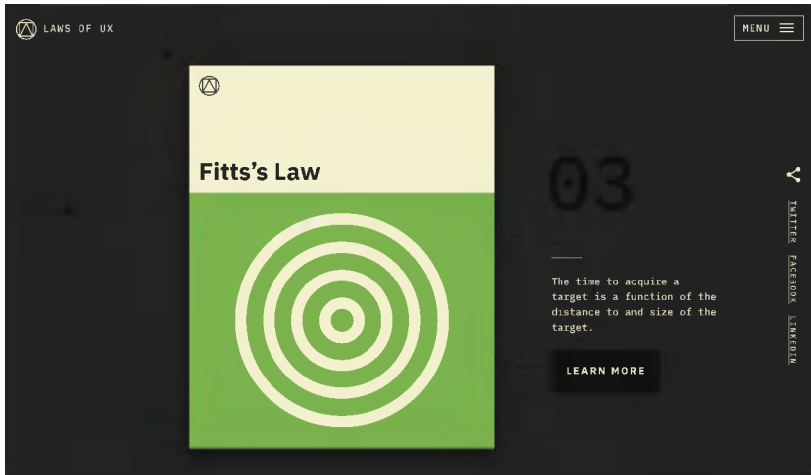 LAWS OF UX
MENU
Fitts's Law
03
The time to acquire a
target is a function of the
distance to and size of the
target.
LEARN MORE
TWITTER
FACEBOOK
LINKEDIN